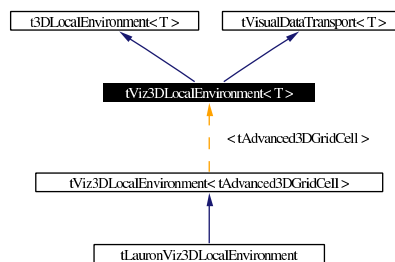 t3DLocalEnvironment< T >
tVisualDataTransport< T >
tViz3DLocalEnvironment< T >
< tAdvanced3DGridCell >
tViz3DLocalEnvironment< tAdvanced3DGridCell >
tLauronViz3DLocalEnvironment